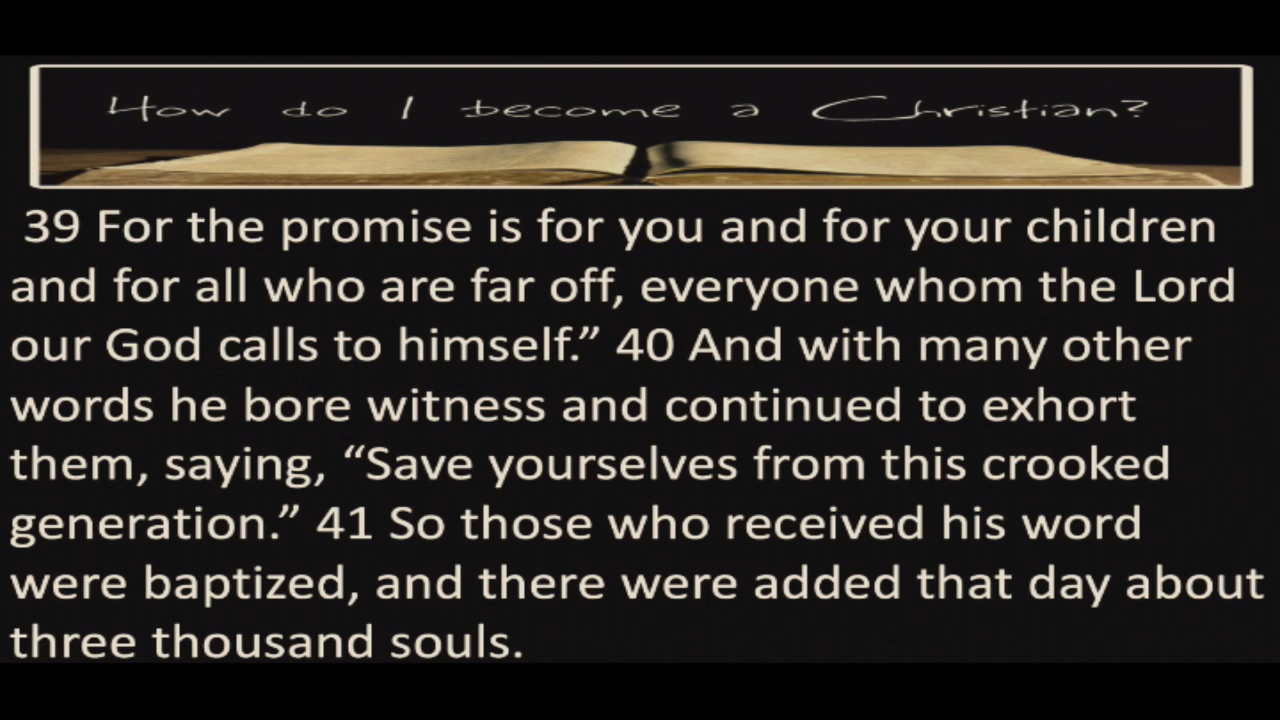 How do I become a Christian?
39 For the promise is for you and for your children
and for all who are far off, everyone whom the Lord
our God calls to himself.” 40 And with many other
words he bore witness and continued to exhort
them, saying, “Save yourselves from this crooked
generation.” 41 So those who received his word
were baptized, and there were added that day about
three thousand souls.